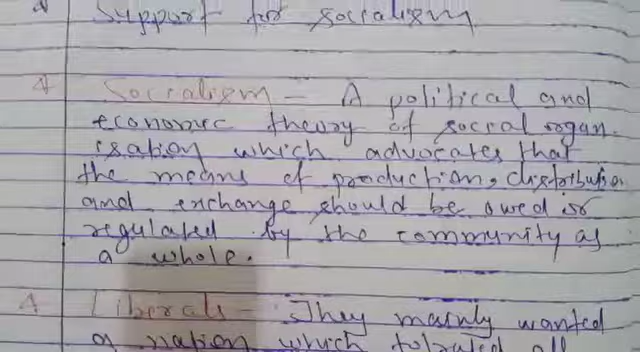 Support for socialism
Socialism - A political and
economic theory of social organ-
isation which advocates that
the means of production, distribution
and exchange should be owed or
regulated by the community as
a whole.
Liberals - They mainly wanted
a nation which tolrated all